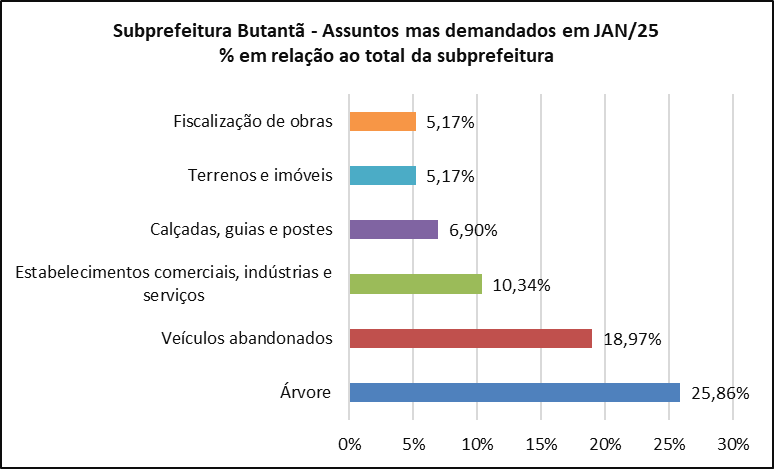 Subprefeitura Butantã - Assuntos mas demandados em JAN/25
% em relação ao total da subprefeitura
Fiscalização de obras 5,17%
Terrenos e imóveis 5,17%
Calçadas, guias e postes 6,90%
Estabelecimentos comerciais, indústrias e
serviços 10,34%
Veículos abandonados 18,97%
Árvore 25,86%
0% 5% 10% 15% 20% 25% 30%